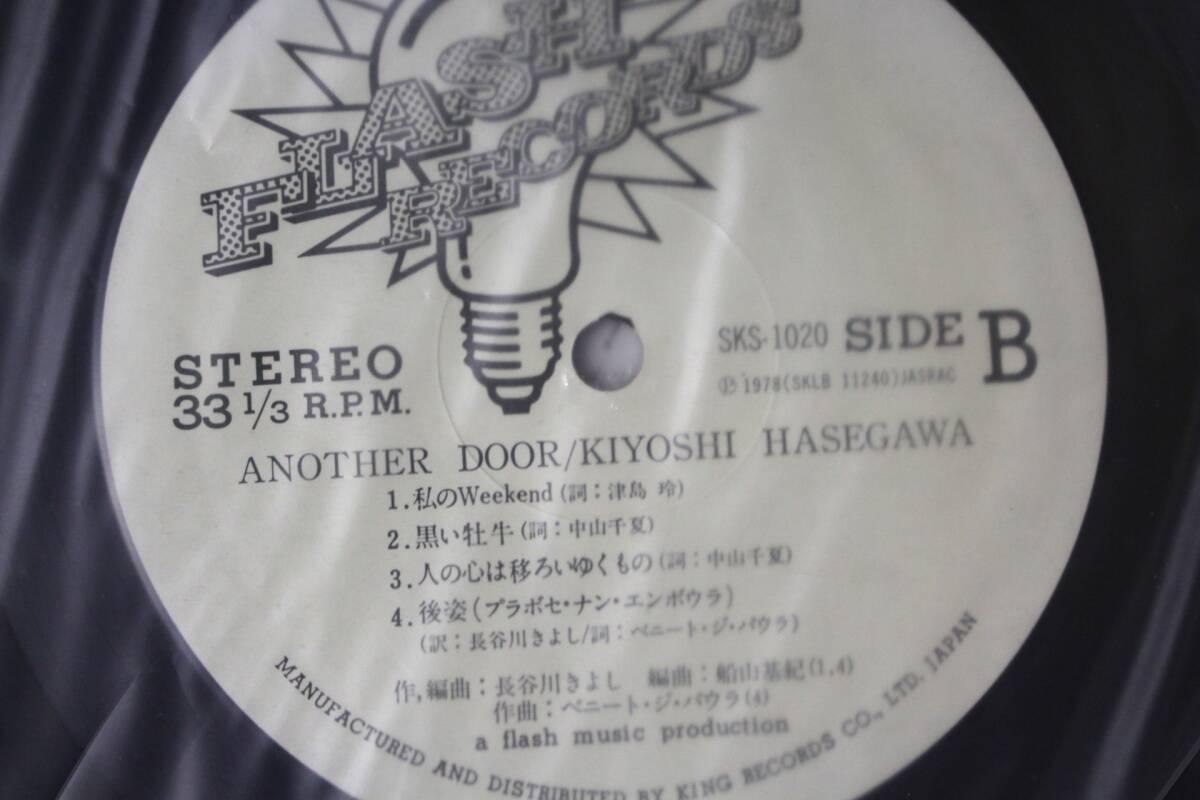 FLASH
RECORDS
STEREO
33 1/3 R.P.M.
SKS-1020 SIDE B
Ⓟ 1978 (SKLB 11240) JASRAC
ANOTHER DOOR/KIYOSHI HASEGAWA
1. 私のWeekend (詞：津島 玲)
2. 黒い牡牛 (詞：中山千夏)
3. 人の心は移ろいゆくもの (詞：中山千夏)
4. 後姿 (プラボセ・ナン・エンボウラ)
(訳：長谷川きよし/詞：ベニート・ジ・パウラ)
作,編曲：長谷川きよし 編曲：船山基紀(1,4)
作曲：ベニート・ジ・パウラ(4)
a flash music production
MANUFACTURED AND DISTRIBUTED BY KING RECORDS CO., LTD. JAPAN